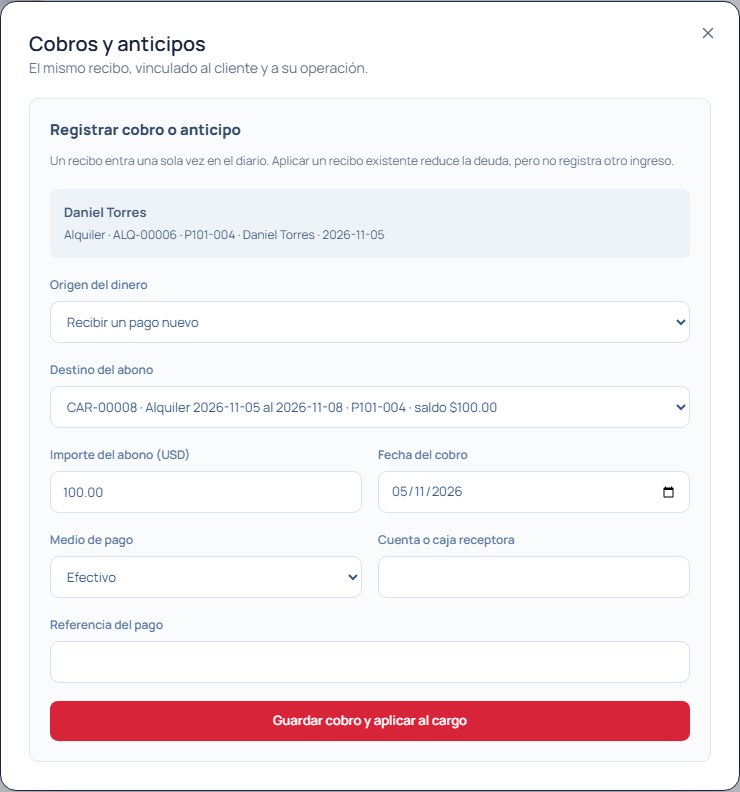 Cobros y anticipos
El mismo recibo, vinculado al cliente y a su operación.
Registrar cobro o anticipo
Un recibo entra una sola vez en el diario. Aplicar un recibo existente reduce la deuda, pero no registra otro ingreso.
Daniel Torres
Alquiler · ALQ-00006 · P101-004 · Daniel Torres · 2026-11-05
Origen del dinero
Recibir un pago nuevo
Destino del abono
CAR-00008 · Alquiler 2026-11-05 al 2026-11-08 · P101-004 · saldo $100.00
Importe del abono (USD)
100.00
Fecha del cobro
05/11/2026
Medio de pago
Efectivo
Cuenta o caja receptora
Referencia del pago
Guardar cobro y aplicar al cargo